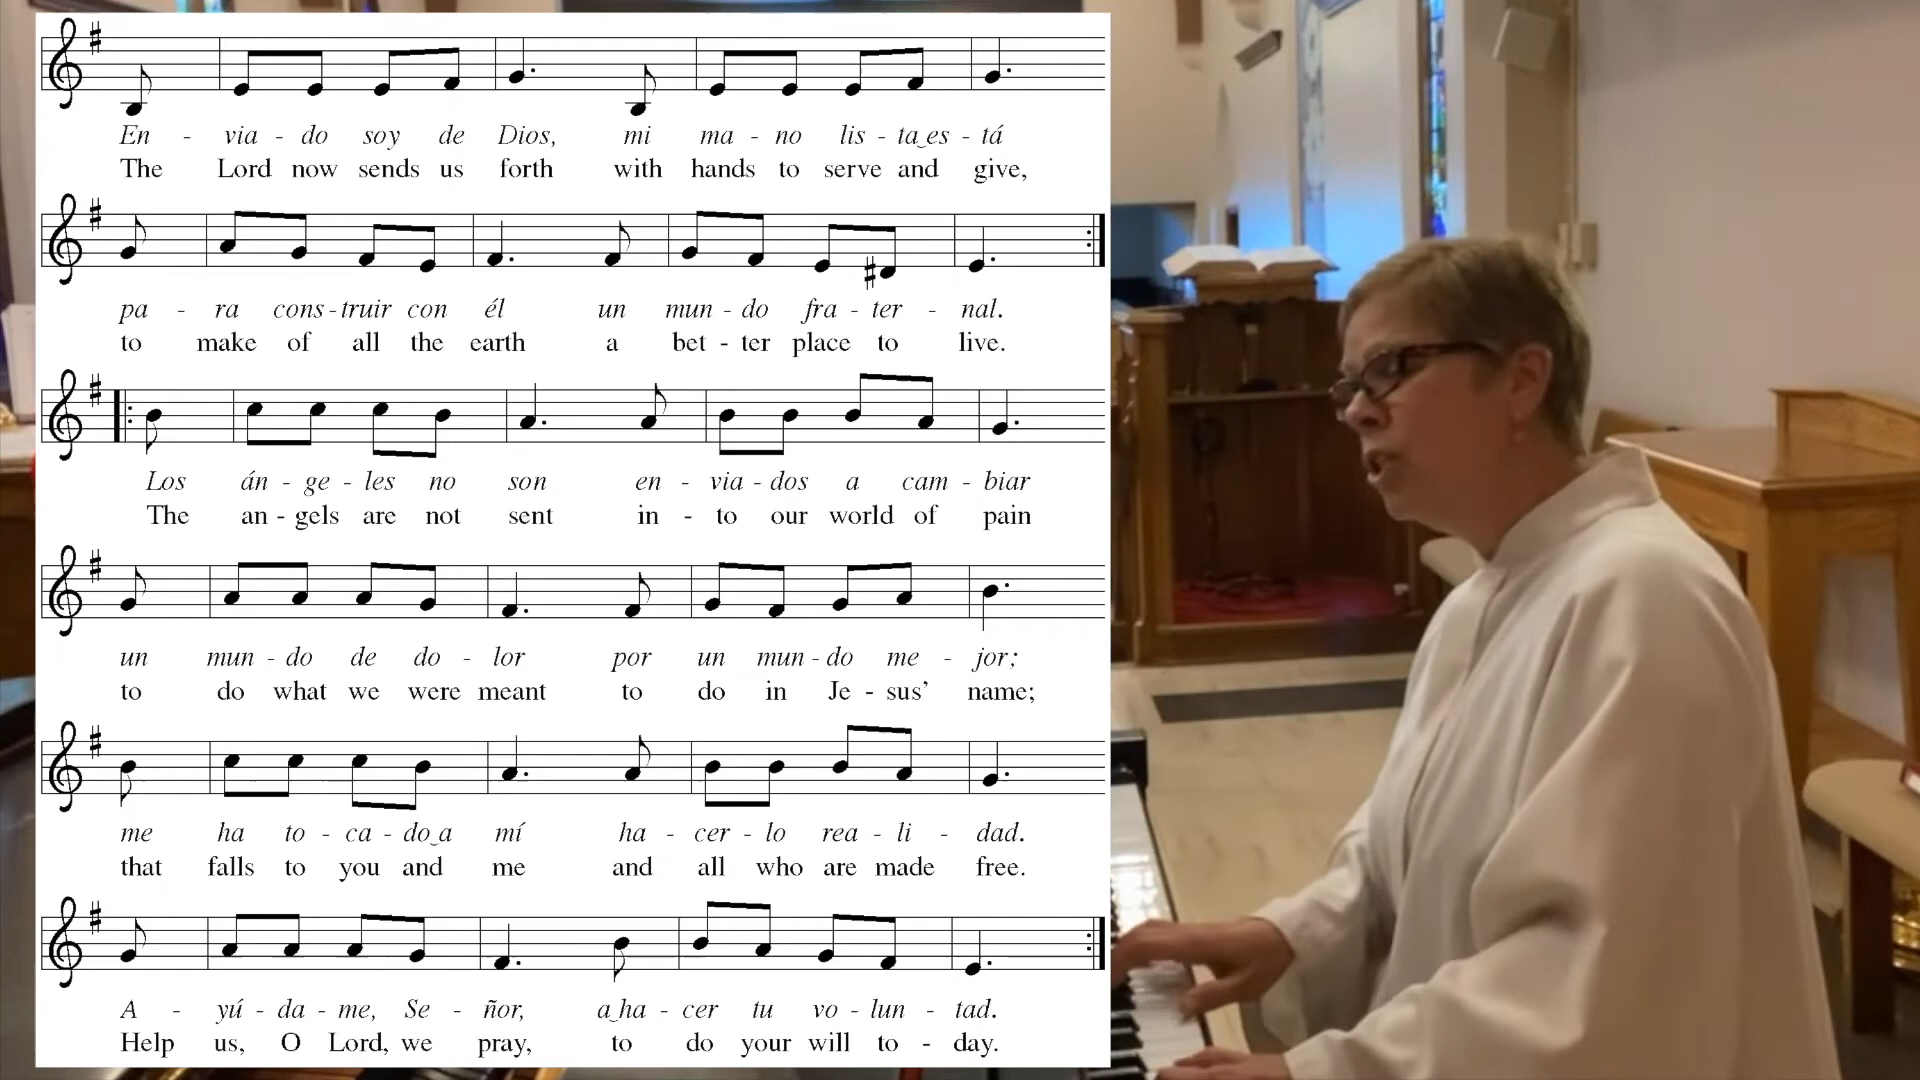 En - via - do soy de Dios, mi ma - no lis - ta‿es - tá
The Lord now sends us forth with hands to serve and give,
pa - ra cons - truir con él un mun - do fra - ter - nal.
to make of all the earth a bet - ter place to live.
Los án - ge - les no son en - via - dos a cam - biar
The an - gels are not sent in - to our world of pain
un mun - do de do - lor por un mun - do me - jor;
to do what we were meant to do in Je - sus’ name;
me ha to - ca - do‿a mí ha - cer - lo rea - li - dad.
that falls to you and me and all who are made free.
A - yú - da - me, Se - ñor, a‿ha - cer tu vo - lun - tad.
Help us, O Lord, we pray, to do your will to - day.